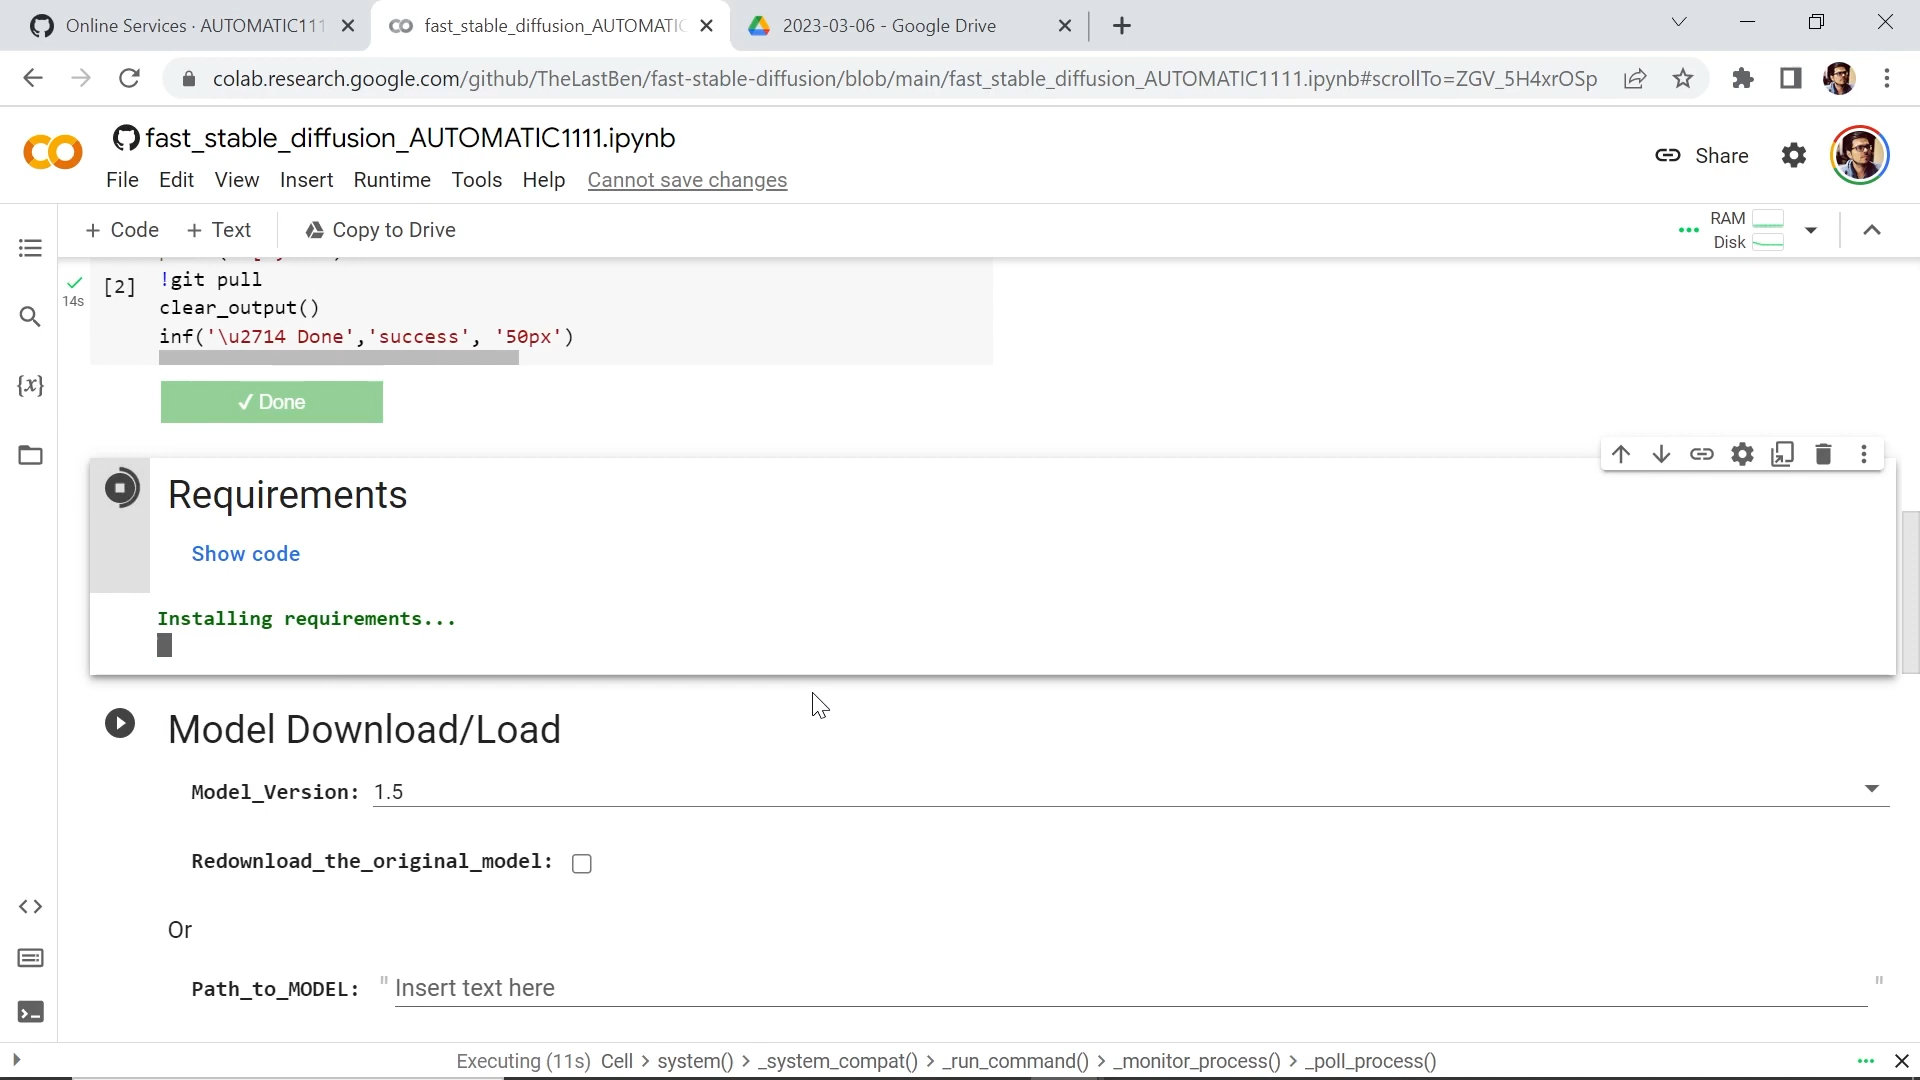 Online Services · AUTOMATIC111
fast_stable_diffusion_AUTOMATIC
2023-03-06 - Google Drive
colab.research.google.com/github/TheLastBen/fast-stable-diffusion/blob/main/fast_stable_diffusion_AUTOMATIC1111.ipynb#scrollTo=ZGV_5H4xrOSp
fast_stable_diffusion_AUTOMATIC1111.ipynb
Share
File Edit View Insert Runtime Tools Help Cannot save changes
+ Code + Text Copy to Drive
RAM
Disk
14s
[2]
!git pull
clear_output()
inf('\u2714 Done','success', '50px')
✓ Done
Requirements
Show code
Installing requirements...
Model Download/Load
Model_Version: 1.5
Redownload_the_original_model:
Or
Path_to_MODEL: " Insert text here "
Executing (11s) Cell > system() > _system_compat() > _run_command() > _monitor_process() > _poll_process()